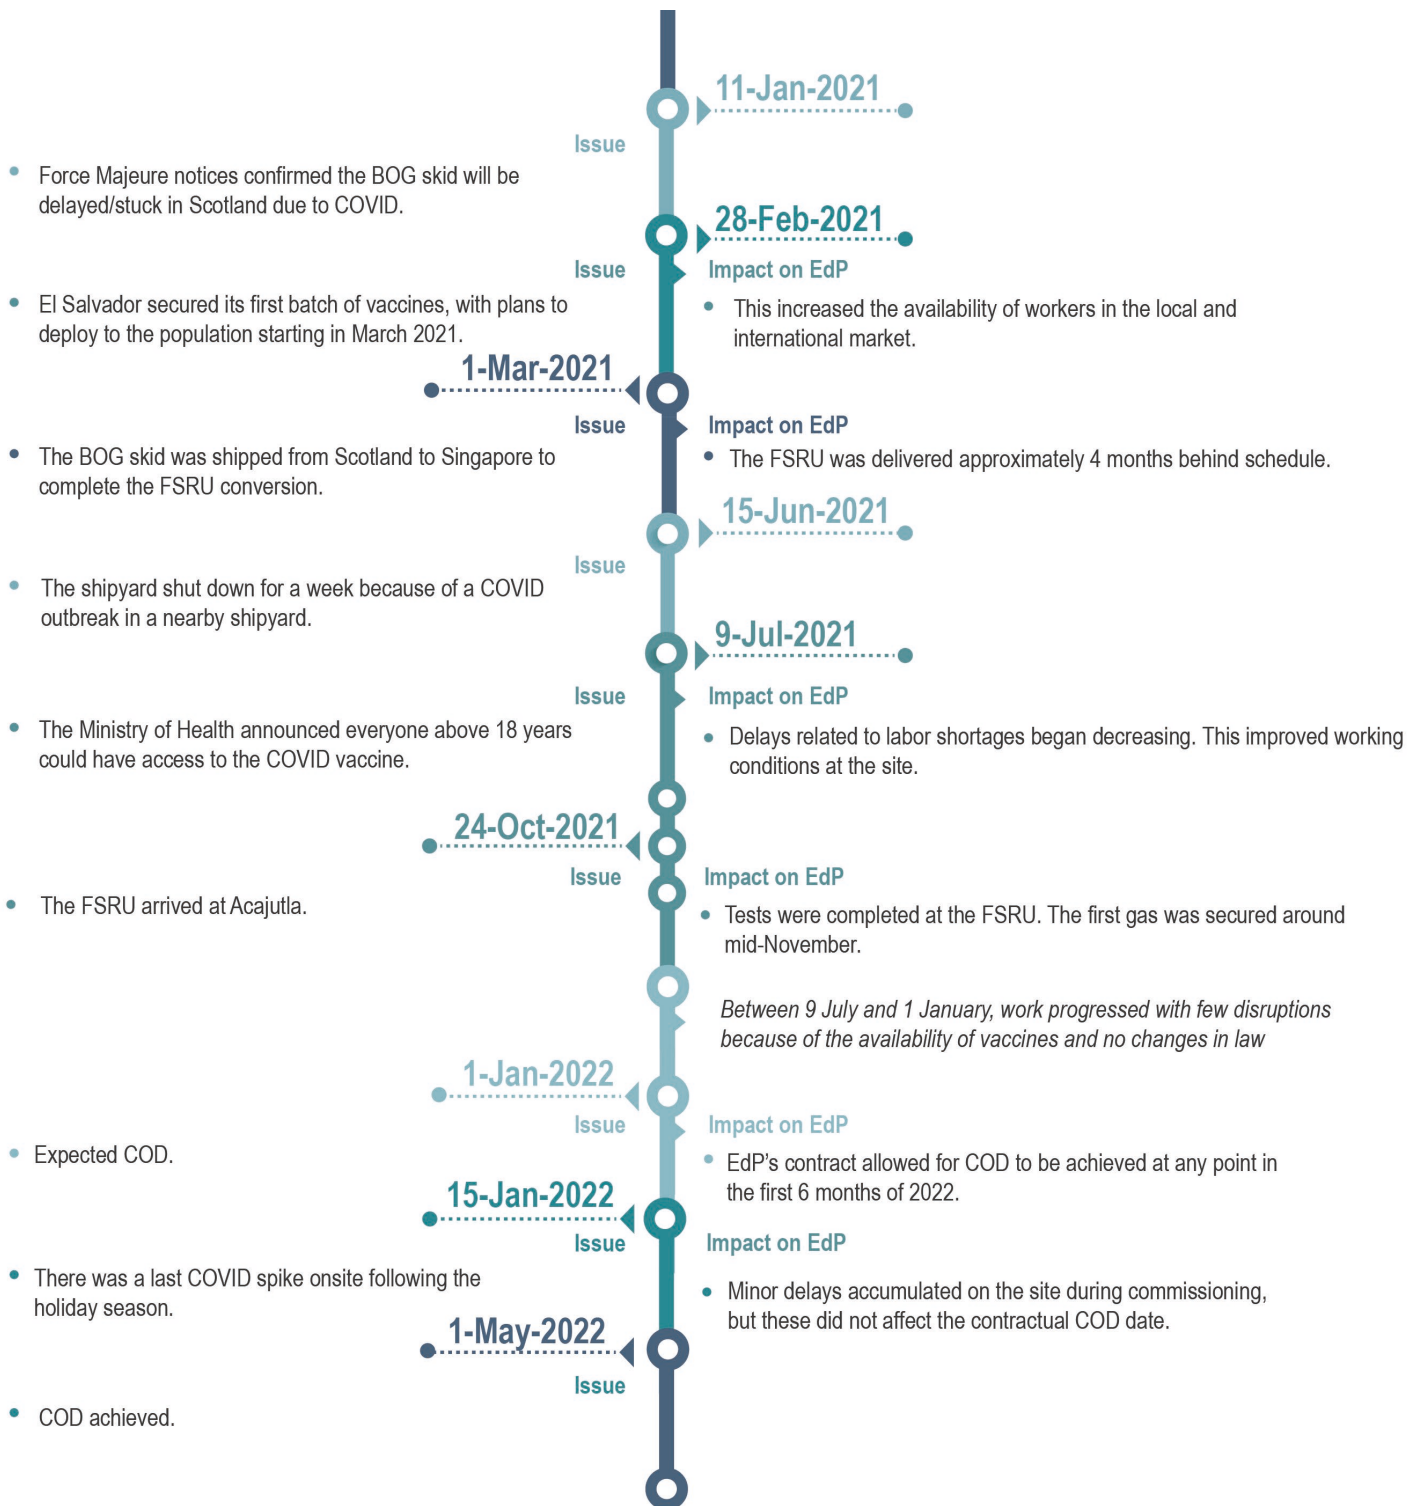 11-Jan-2021
Issue
Force Majeure notices confirmed the BOG skid will be
delayed/stuck in Scotland due to COVID.
28-Feb-2021
Issue
El Salvador secured its first batch of vaccines, with plans to
deploy to the population starting in March 2021.
Impact on EdP
This increased the availability of workers in the local and
international market.
1-Mar-2021
Issue
The BOG skid was shipped from Scotland to Singapore to
complete the FSRU conversion.
Impact on EdP
The FSRU was delivered approximately 4 months behind schedule.
15-Jun-2021
Issue
The shipyard shut down for a week because of a COVID
outbreak in a nearby shipyard.
9-Jul-2021
Issue
The Ministry of Health announced everyone above 18 years
could have access to the COVID vaccine.
Impact on EdP
Delays related to labor shortages began decreasing. This improved working
conditions at the site.
24-Oct-2021
Issue
The FSRU arrived at Acajutla.
Impact on EdP
Tests were completed at the FSRU. The first gas was secured around
mid-November.
Between 9 July and 1 January, work progressed with few disruptions
because of the availability of vaccines and no changes in law
1-Jan-2022
Issue
Expected COD.
Impact on EdP
EdP's contract allowed for COD to be achieved at any point in
the first 6 months of 2022.
15-Jan-2022
Issue
There was a last COVID spike onsite following the
holiday season.
Impact on EdP
Minor delays accumulated on the site during commissioning,
but these did not affect the contractual COD date.
1-May-2022
Issue
COD achieved.